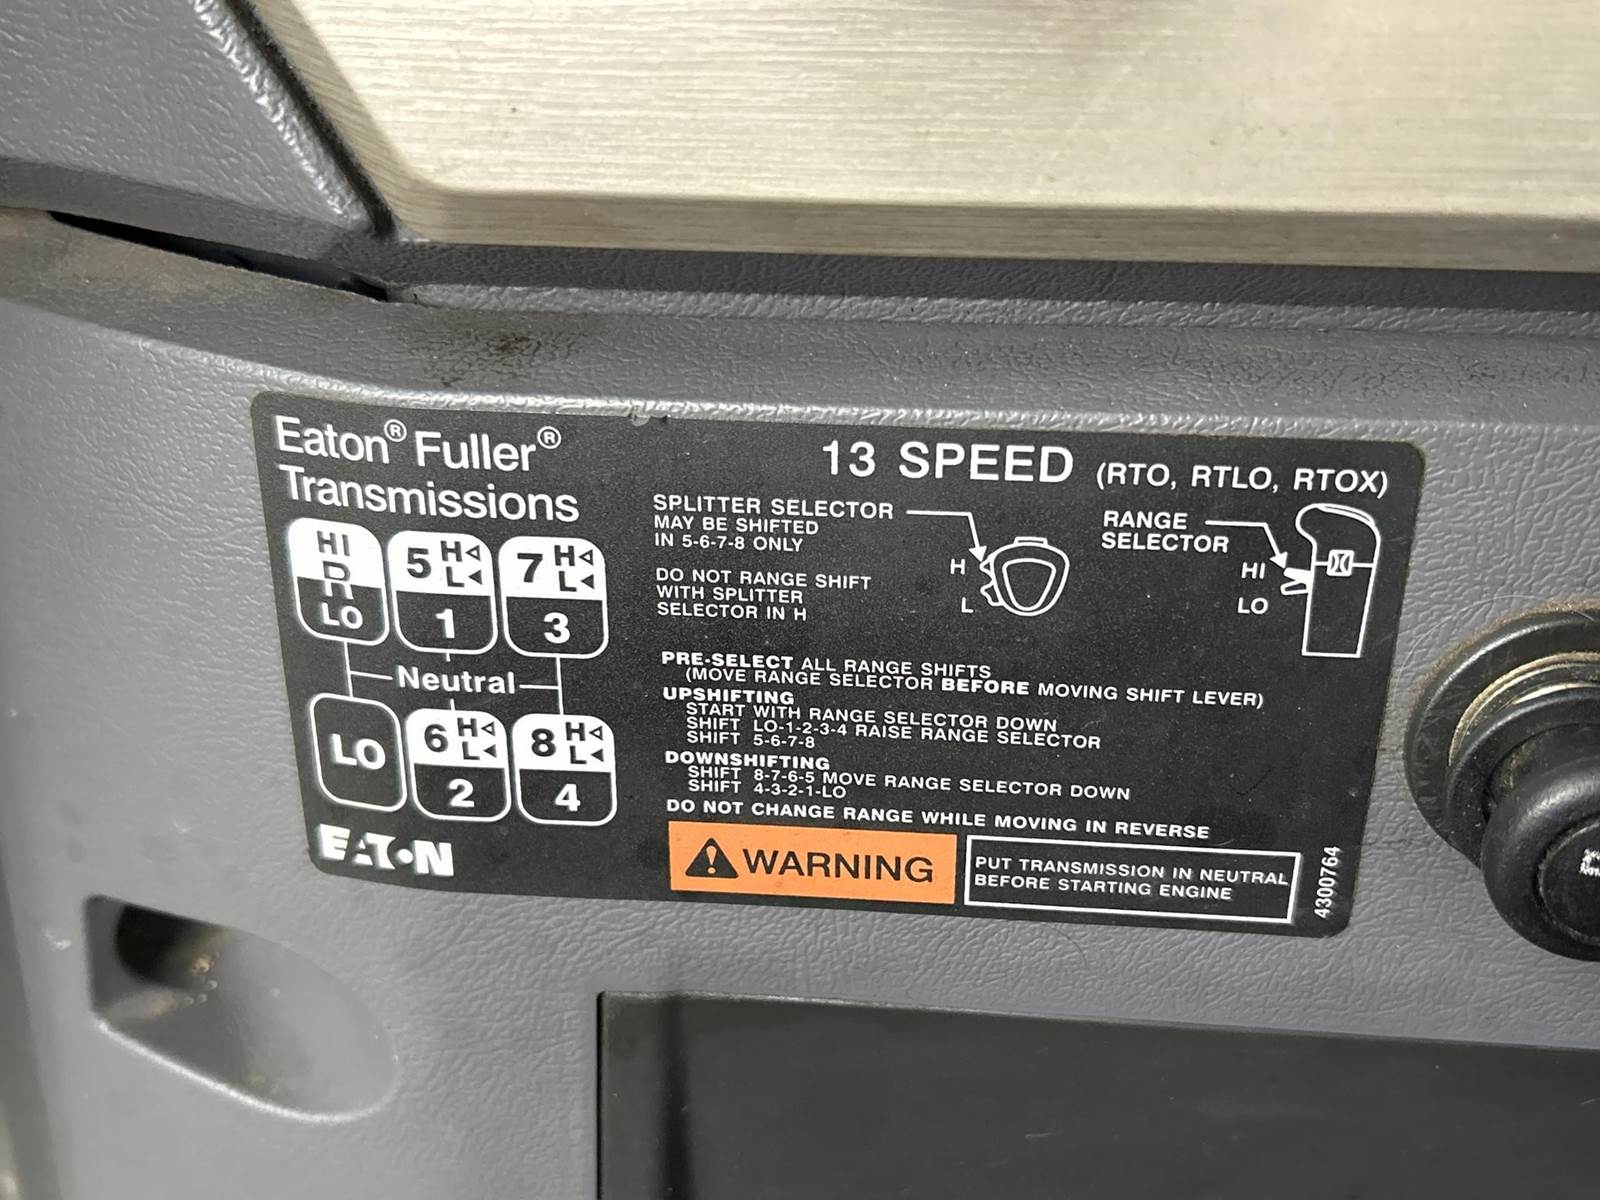 Eaton® Fuller®
Transmissions
13 SPEED (RTO, RTLO, RTOX)
HI
R
LO
5 H L
1
7 H L
3
Neutral
LO
6 H L
2
8 H L
4
EATON
SPLITTER SELECTOR
MAY BE SHIFTED
IN 5-6-7-8 ONLY
DO NOT RANGE SHIFT
WITH SPLITTER
SELECTOR IN H
H
L
RANGE
SELECTOR
HI
LO
PRE-SELECT ALL RANGE SHIFTS
(MOVE RANGE SELECTOR BEFORE MOVING SHIFT LEVER)
UPSHIFTING
START WITH RANGE SELECTOR DOWN
SHIFT LO-1-2-3-4 RAISE RANGE SELECTOR
SHIFT 5-6-7-8
DOWNSHIFTING
SHIFT 8-7-6-5 MOVE RANGE SELECTOR DOWN
SHIFT 4-3-2-1-LO
DO NOT CHANGE RANGE WHILE MOVING IN REVERSE
WARNING
PUT TRANSMISSION IN NEUTRAL
BEFORE STARTING ENGINE
4300764